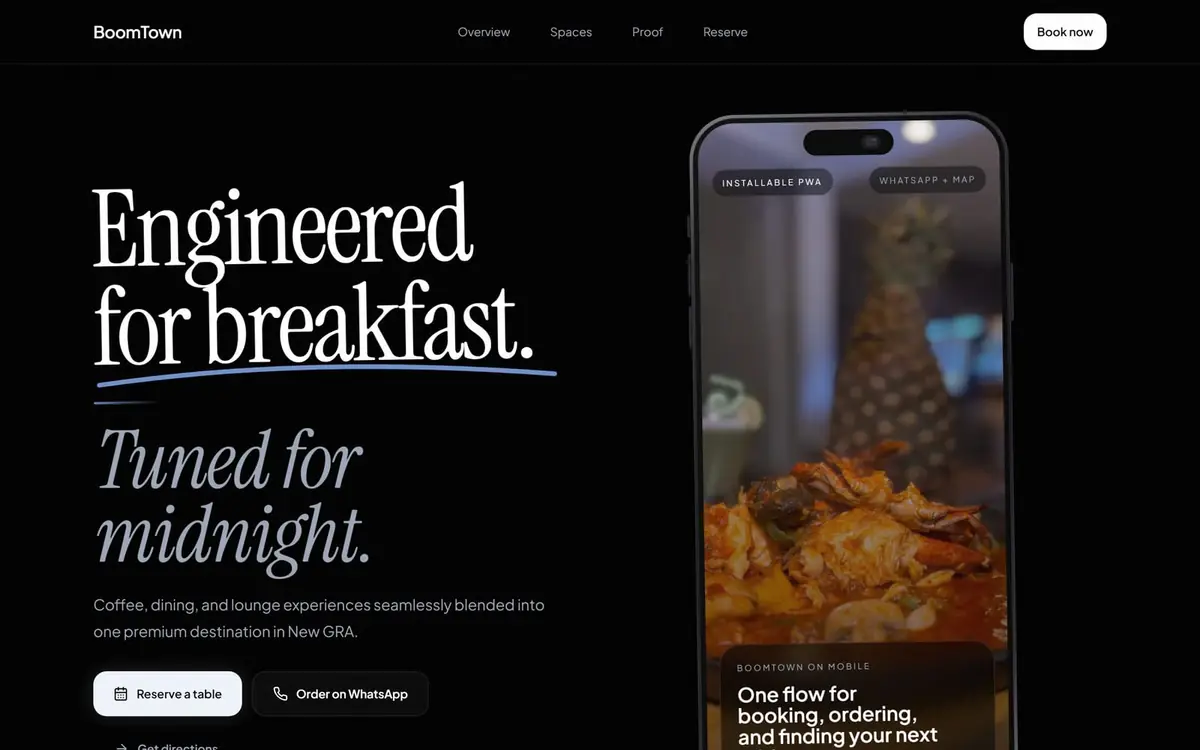 BoomTown
Overview
Spaces
Proof
Reserve
Book now
Engineered
for breakfast.
Tuned for
midnight.
Coffee, dining, and lounge experiences seamlessly blended into
one premium destination in New GRA.
Reserve a table
Order on WhatsApp
Get directions
INSTALLABLE PWA
WHATSAPP + MAP
BOOMTOWN ON MOBILE
One flow for
booking, ordering,
and finding your next